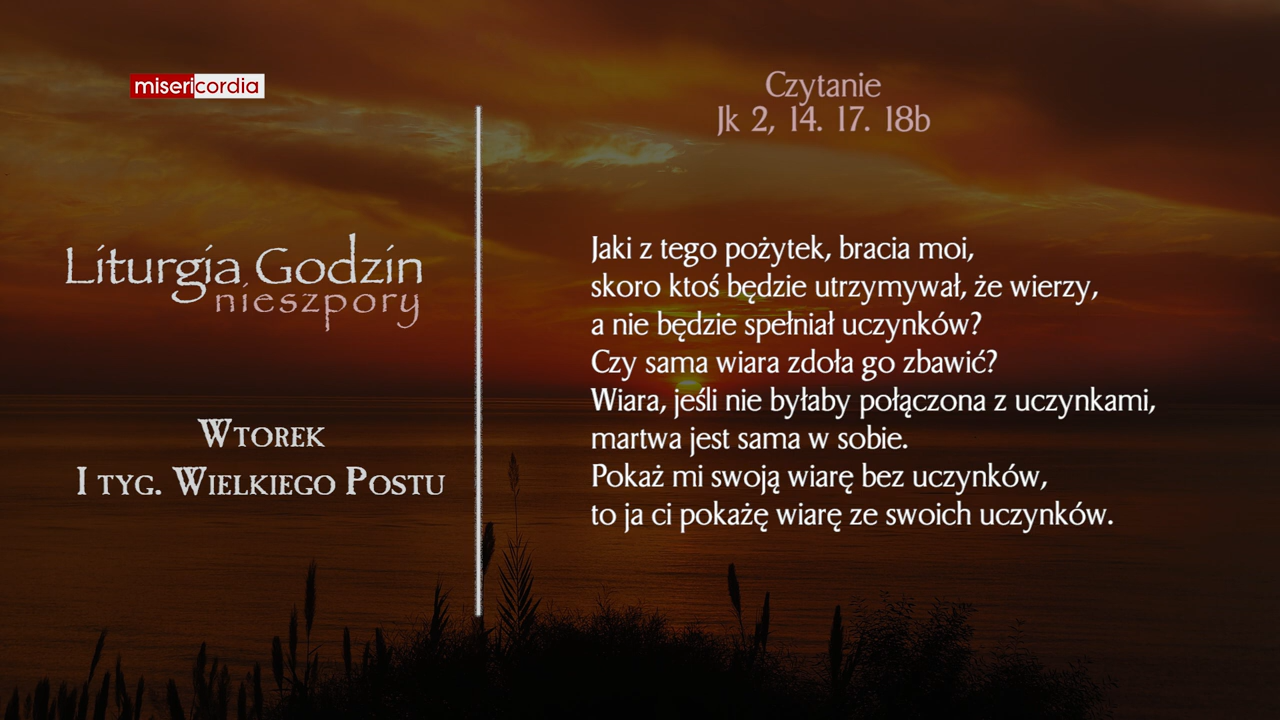 misericordia
Liturgia Godzin
nieszpory
Wtorek
I tyg. Wielkiego Postu
Czytanie
Jk 2, 14. 17. 18b
Jaki z tego pożytek, bracia moi,
skoro ktoś będzie utrzymywał, że wierzy,
a nie będzie spełniał uczynków?
Czy sama wiara zdoła go zbawić?
Wiara, jeśli nie byłaby połączona z uczynkami,
martwa jest sama w sobie.
Pokaż mi swoją wiarę bez uczynków,
to ja ci pokażę wiarę ze swoich uczynków.